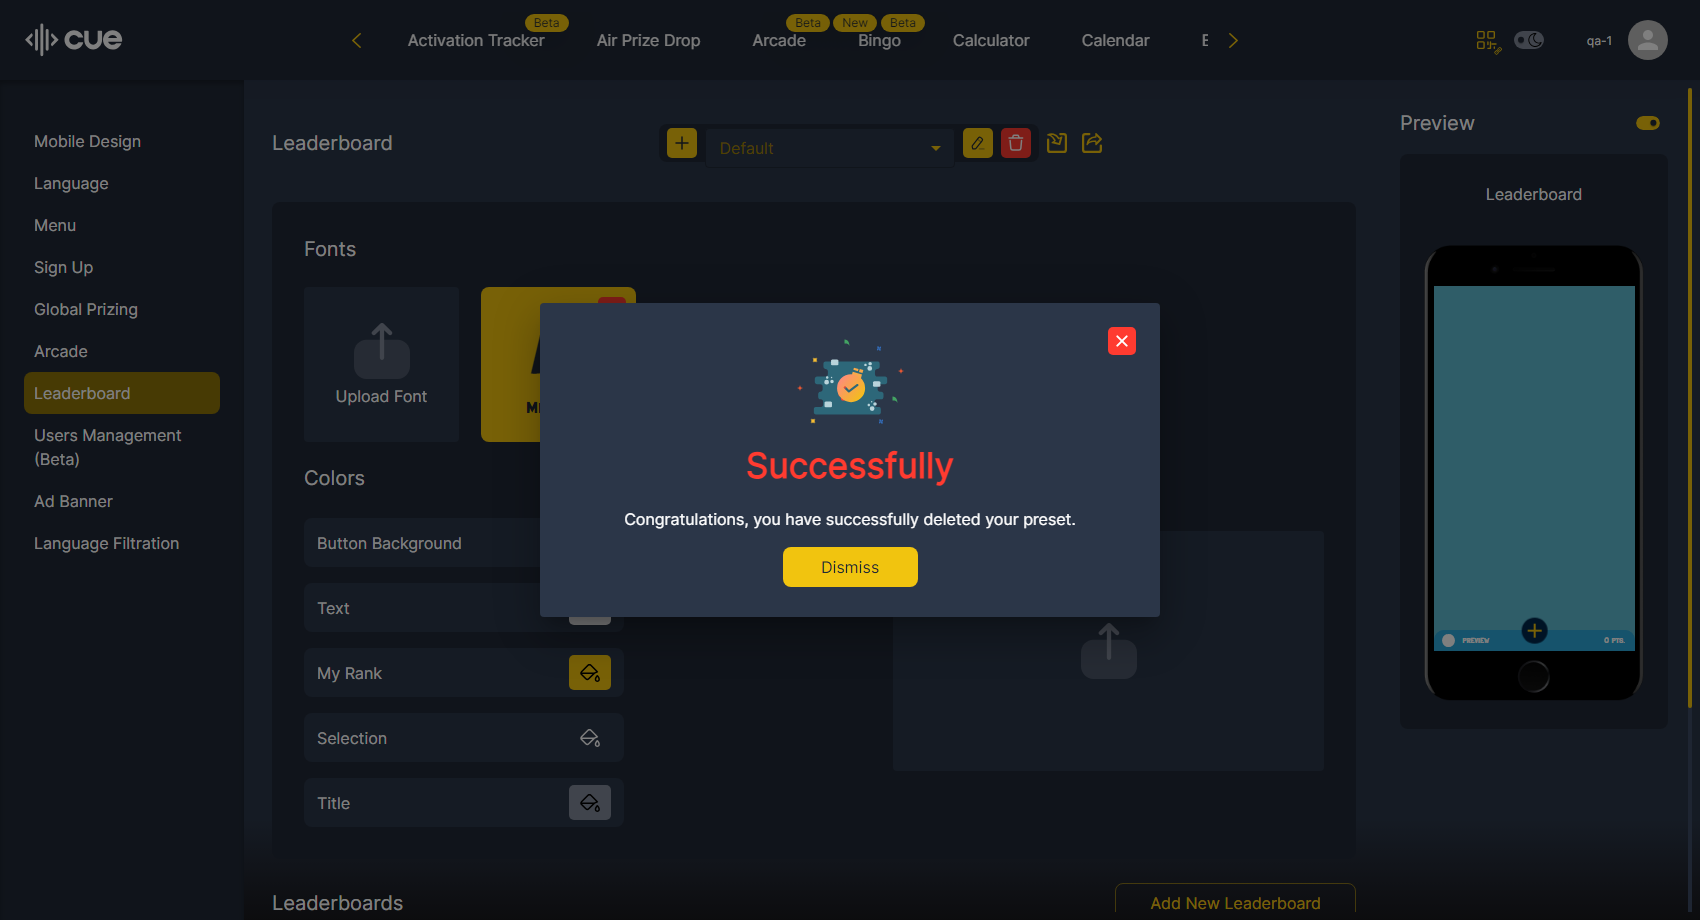 cue
Activation Tracker
Beta
Air Prize Drop
Arcade
Beta
Bingo
New
Beta
Calculator
Calendar
qa-1
Mobile Design
Language
Menu
Sign Up
Global Prizing
Arcade
Leaderboard
Users Management
(Beta)
Ad Banner
Language Filtration
Leaderboard
Default
Fonts
Upload Font
Colors
Button Background
Text
My Rank
Selection
Title
Successfully
Congratulations, you have successfully deleted your preset.
Dismiss
Preview
Leaderboard
PREVIEW
0 PTS.
Leaderboards
Add New Leaderboard